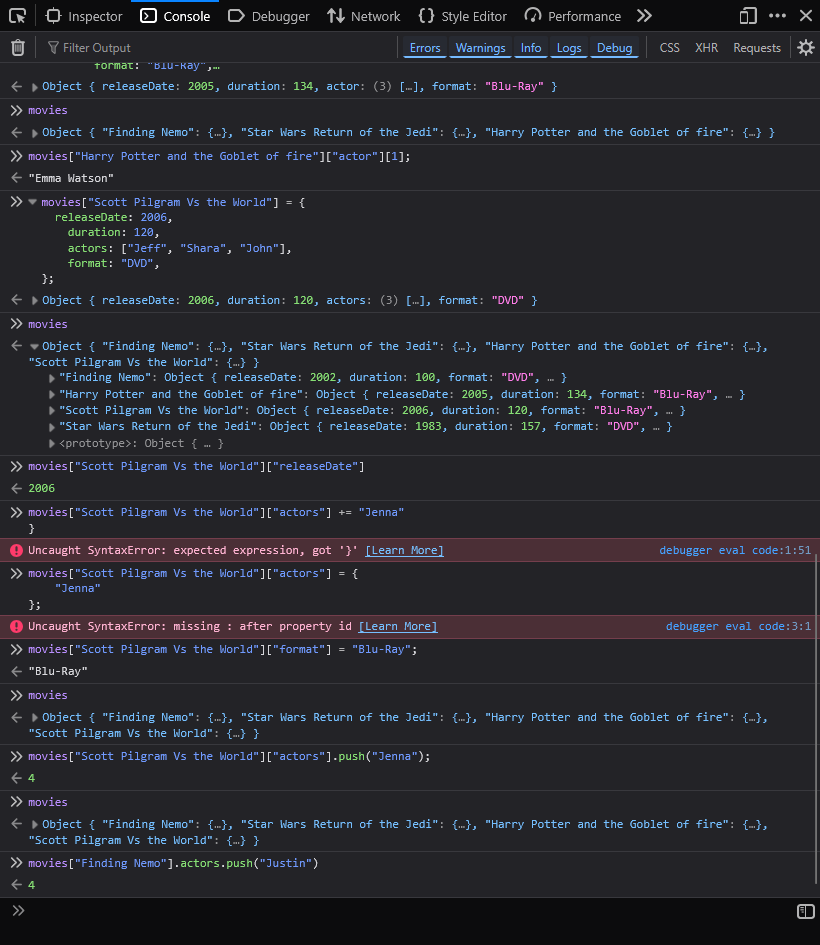 Inspector Console Debugger Network Style Editor Performance
Filter Output Errors Warnings Info Logs Debug CSS XHR Requests
format: "Blu-Ray",…
Object { releaseDate: 2005, duration: 134, actor: (3) […], format: "Blu-Ray" }
movies
Object { "Finding Nemo": {…}, "Star Wars Return of the Jedi": {…}, "Harry Potter and the Goblet of fire": {…} }
movies["Harry Potter and the Goblet of fire"]["actor"][1];
"Emma Watson"
movies["Scott Pilgram Vs the World"] = {
releaseDate: 2006,
duration: 120,
actors: ["Jeff", "Shara", "John"],
format: "DVD",
};
Object { releaseDate: 2006, duration: 120, actors: (3) […], format: "DVD" }
movies
Object { "Finding Nemo": {…}, "Star Wars Return of the Jedi": {…}, "Harry Potter and the Goblet of fire": {…},
"Scott Pilgram Vs the World": {…} }
"Finding Nemo": Object { releaseDate: 2002, duration: 100, format: "DVD", … }
"Harry Potter and the Goblet of fire": Object { releaseDate: 2005, duration: 134, format: "Blu-Ray", … }
"Scott Pilgram Vs the World": Object { releaseDate: 2006, duration: 120, format: "Blu-Ray", … }
"Star Wars Return of the Jedi": Object { releaseDate: 1983, duration: 157, format: "DVD", … }
<prototype>: Object { … }
movies["Scott Pilgram Vs the World"]["releaseDate"]
2006
movies["Scott Pilgram Vs the World"]["actors"] += "Jenna"
}
Uncaught SyntaxError: expected expression, got '}' [Learn More] debugger eval code:1:51
movies["Scott Pilgram Vs the World"]["actors"] = {
"Jenna"
};
Uncaught SyntaxError: missing : after property id [Learn More] debugger eval code:3:1
movies["Scott Pilgram Vs the World"]["format"] = "Blu-Ray";
"Blu-Ray"
movies
Object { "Finding Nemo": {…}, "Star Wars Return of the Jedi": {…}, "Harry Potter and the Goblet of fire": {…},
"Scott Pilgram Vs the World": {…} }
movies["Scott Pilgram Vs the World"]["actors"].push("Jenna");
4
movies
Object { "Finding Nemo": {…}, "Star Wars Return of the Jedi": {…}, "Harry Potter and the Goblet of fire": {…},
"Scott Pilgram Vs the World": {…} }
movies["Finding Nemo"].actors.push("Justin")
4